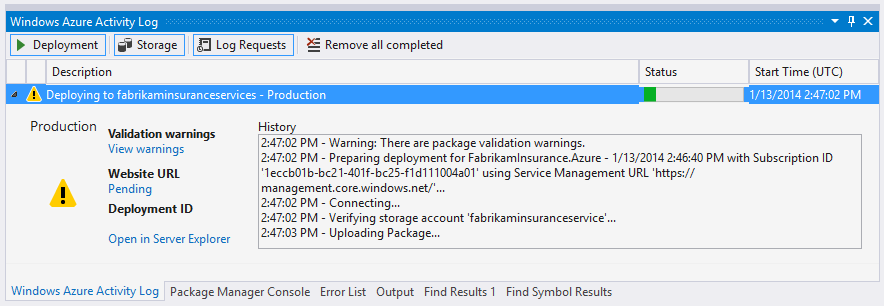 Windows Azure Activity Log
Deployment Storage Log Requests Remove all completed
Description Status Start Time (UTC)
Deploying to fabrikaminsuranceservices - Production 1/13/2014 2:47:02 PM
Production
Validation warnings
View warnings
Website URL
Pending
Deployment ID
Open in Server Explorer
History
2:47:02 PM - Warning: There are package validation warnings.
2:47:02 PM - Preparing deployment for FabrikamInsurance.Azure - 1/13/2014 2:46:40 PM with Subscription ID
'1eccb01b-bc21-401f-bc25-f1d111004a01' using Service Management URL 'https://
management.core.windows.net/'...
2:47:02 PM - Connecting...
2:47:02 PM - Verifying storage account 'fabrikaminsuranceservice'...
2:47:03 PM - Uploading Package...
Windows Azure Activity Log Package Manager Console Error List Output Find Results 1 Find Symbol Results